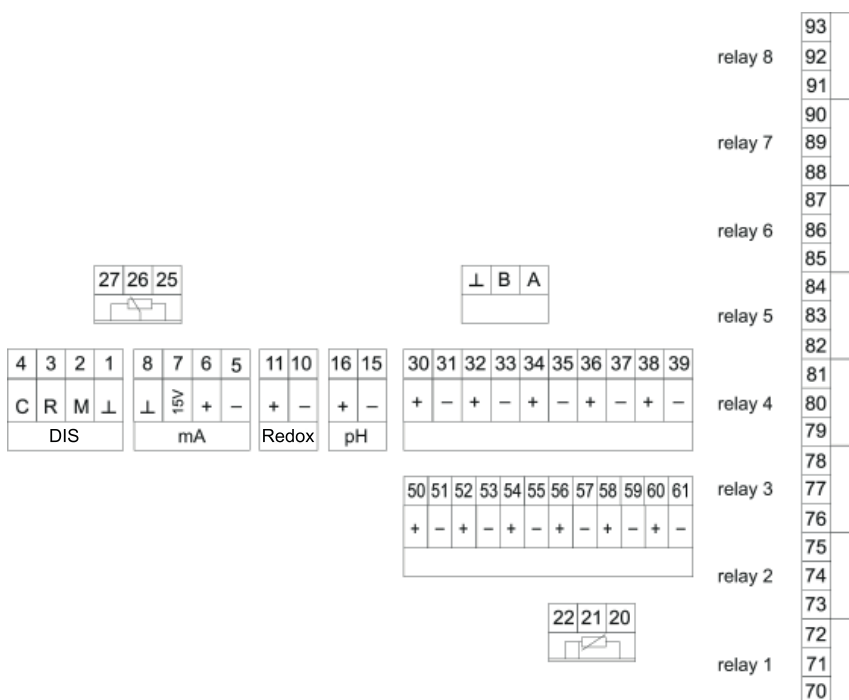 93
relay 8 92
91
90
relay 7 89
88
87
relay 6 86
85
27 26 25
⊥ B A
84
relay 5 83
82
4 3 2 1 8 7 6 5 11 10 16 15 30 31 32 33 34 35 36 37 38 39
81
C R M ⊥ ⊥ 15V + − + − + − + − + − + − + − + −
relay 4 80
DIS mA Redox pH
79
78
50 51 52 53 54 55 56 57 58 59 60 61
relay 3 77
76
+ − + − + − + − + − + −
75
relay 2 74
73
22 21 20
72
relay 1 71
70